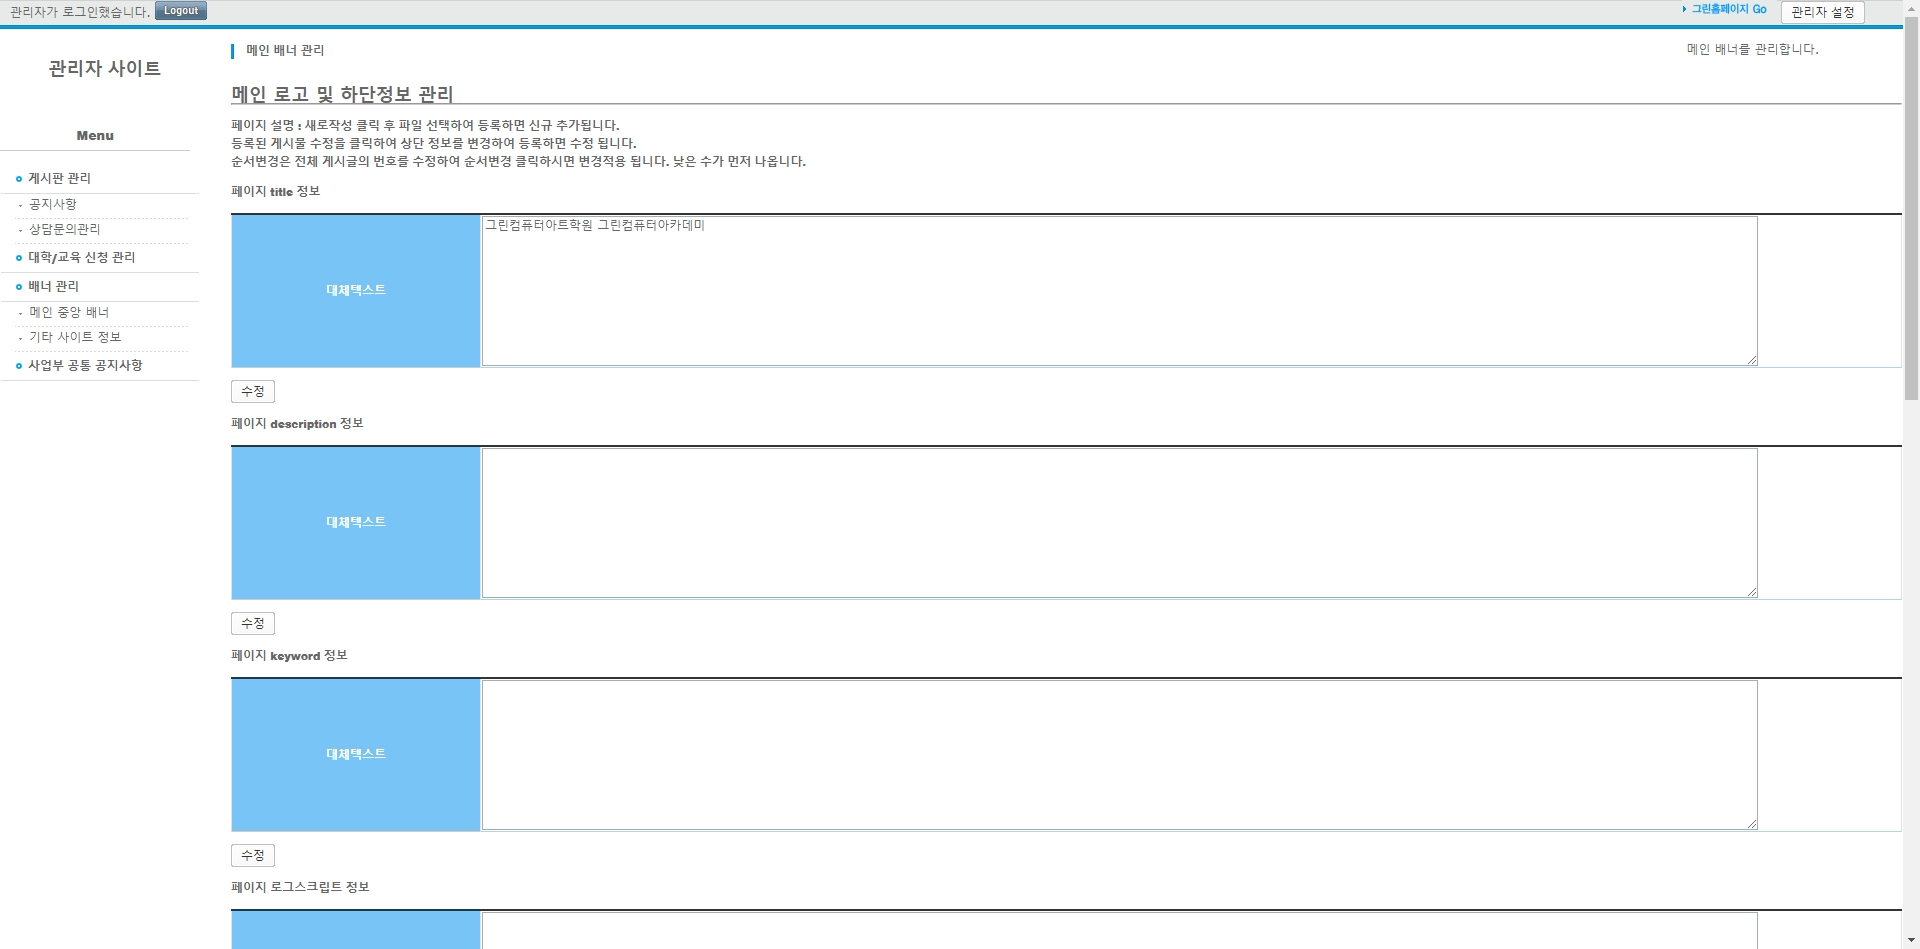 관리자가 로그인했습니다. Logout
그린홈페이지 Go 관리자 설정
관리자 사이트
Menu
게시판 관리
- 공지사항
- 상담문의관리
대학/교육 신청 관리
배너 관리
- 메인 중앙 배너
- 기타 사이트 정보
사업부 공통 공지사항
메인 배너 관리
메인 배너를 관리합니다.
메인 로고 및 하단정보 관리
페이지 설명 : 새로작성 클릭 후 파일 선택하여 등록하면 신규 추가됩니다.
등록된 게시물 수정을 클릭하여 상단 정보를 변경하여 등록하면 수정 됩니다.
순서변경은 전체 게시글의 번호를 수정하여 순서변경 클릭하시면 변경적용 됩니다. 낮은 수가 먼저 나옵니다.
페이지 title 정보
대체텍스트
그린컴퓨터아트학원 그린컴퓨터아카데미
수정
페이지 description 정보
대체텍스트
수정
페이지 keyword 정보
대체텍스트
수정
페이지 로그스크립트 정보